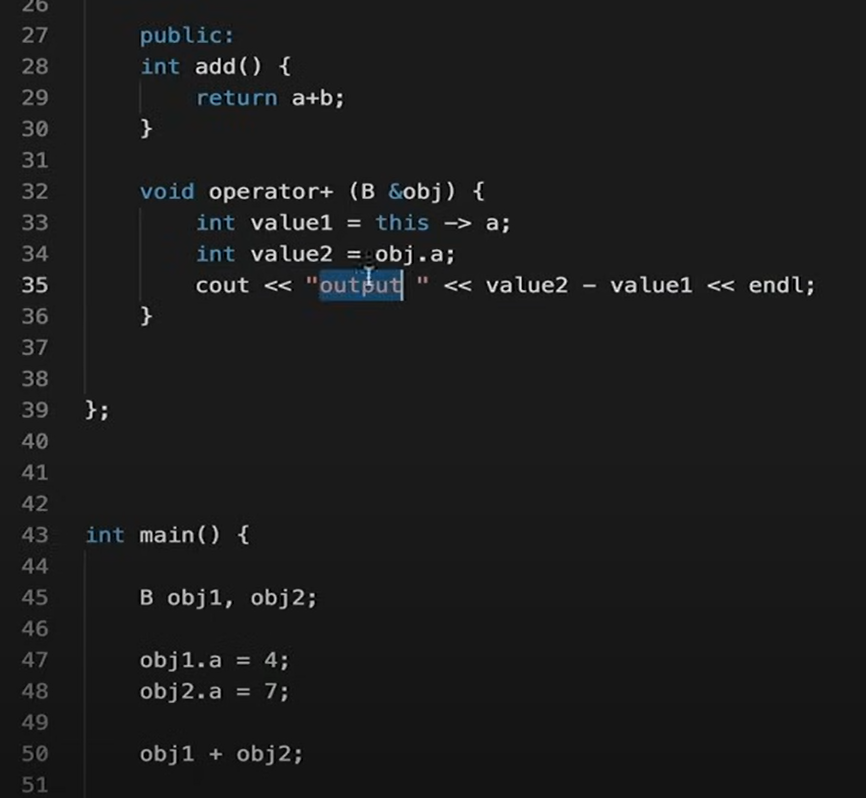 26
27 public:
28 int add() {
29 return a+b;
30 }
31
32 void operator+ (B &obj) {
33 int value1 = this -> a;
34 int value2 = obj.a;
35 cout << "output " << value2 - value1 << endl;
36 }
37
38
39 };
40
41
42
43 int main() {
44
45 B obj1, obj2;
46
47 obj1.a = 4;
48 obj2.a = 7;
49
50 obj1 + obj2;
51